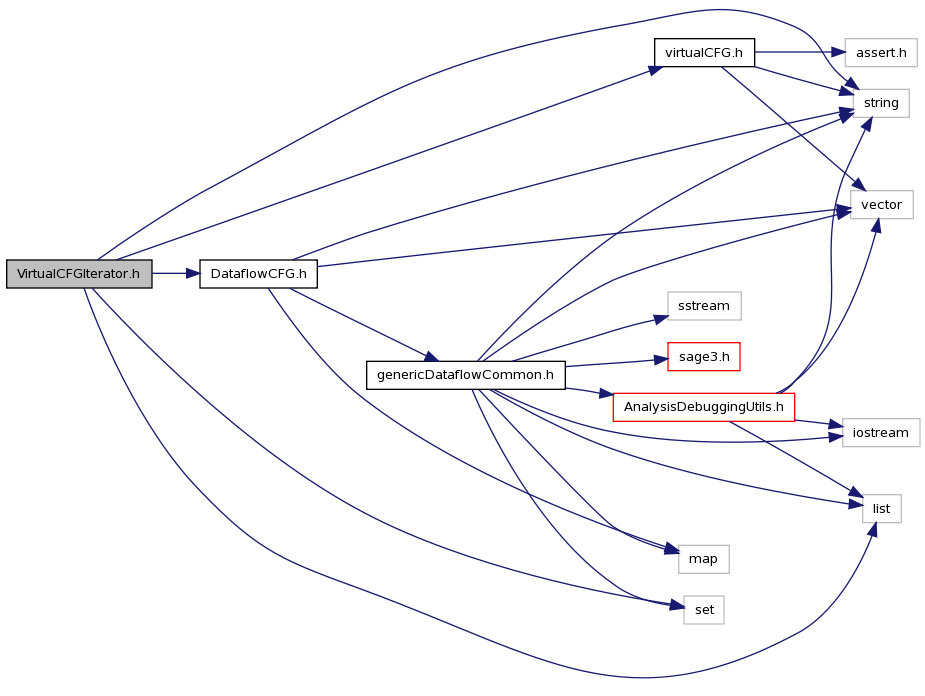 virtualCFG.h
assert.h
string
vector
VirtualCFGIterator.h
DataflowCFG.h
sstream
sage3.h
genericDataflowCommon.h
AnalysisDebuggingUtils.h
iostream
list
map
set